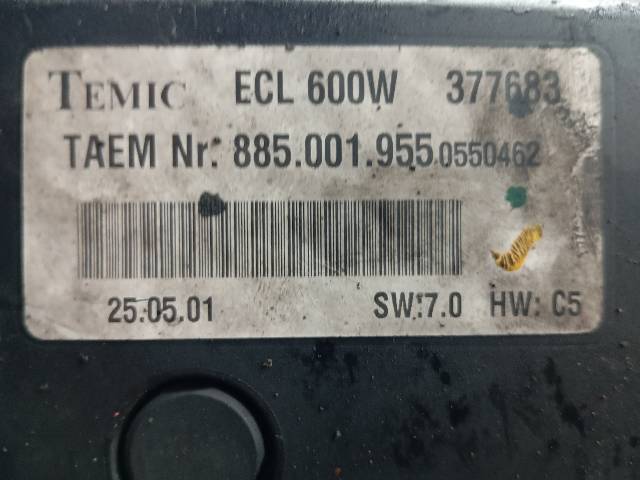 TEMIC ECL 600W 377683
TAEM Nr: 885.001.955.0550462
25.05.01 SW:7.0 HW: C5